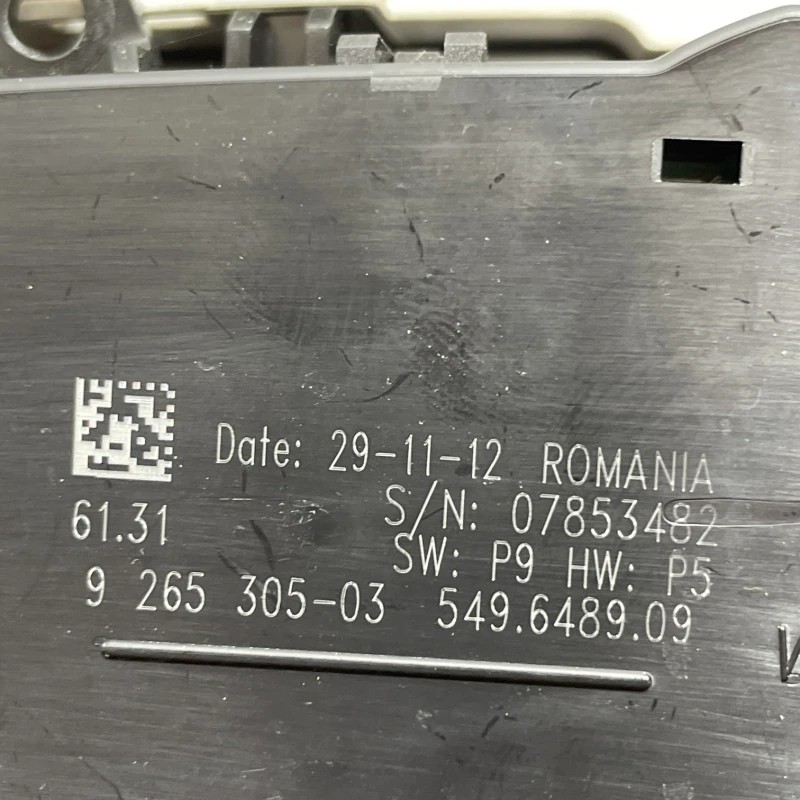 Date: 29-11-12 ROMANIA
61.31 S/N: 07853482
SW: P9 HW: P5
9 265 305-03 549.6489.09